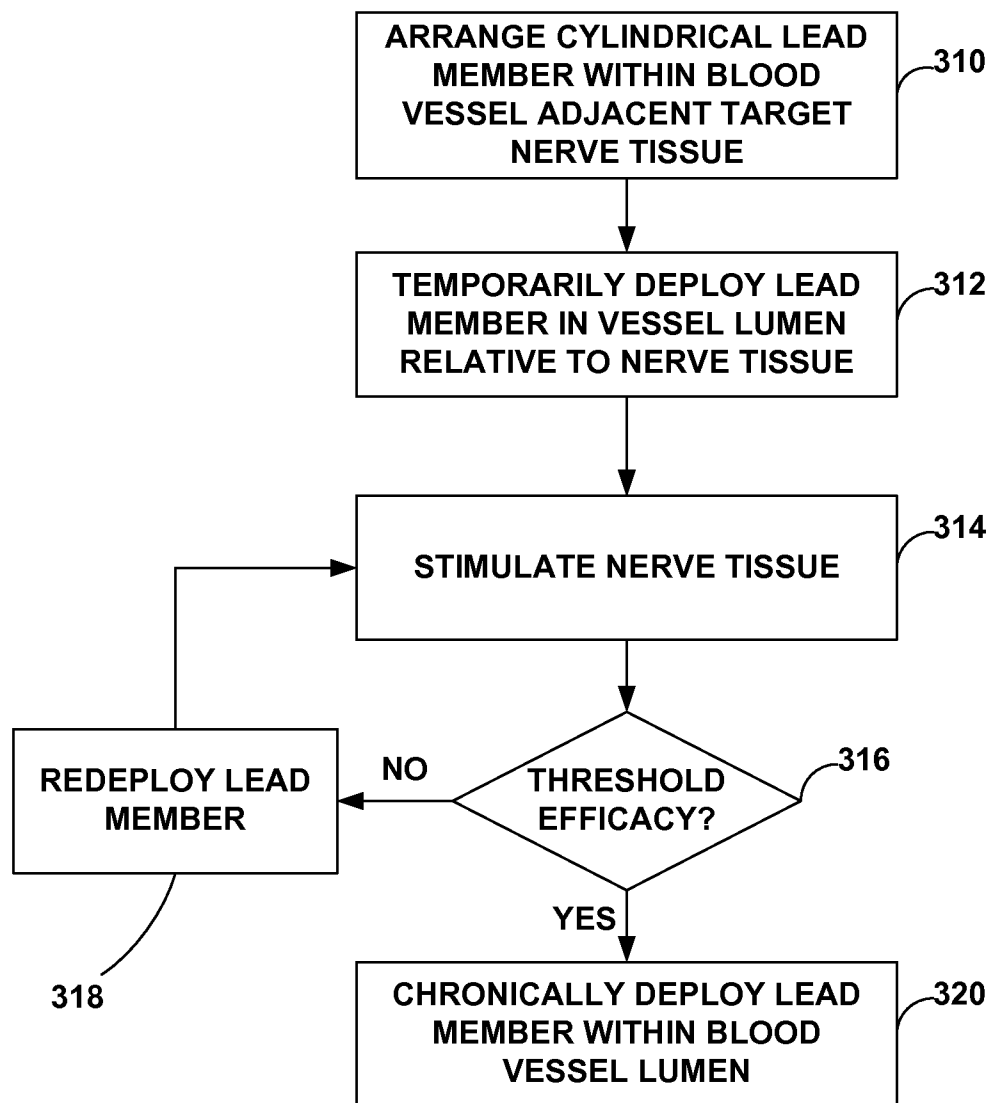 ARRANGE CYLINDRICAL LEAD
MEMBER WITHIN BLOOD
VESSEL ADJACENT TARGET
NERVE TISSUE
310
TEMPORARILY DEPLOY LEAD
MEMBER IN VESSEL LUMEN
RELATIVE TO NERVE TISSUE
312
STIMULATE NERVE TISSUE
314
THRESHOLD
EFFICACY?
316
NO
REDEPLOY LEAD
MEMBER
318
YES
CHRONICALLY DEPLOY LEAD
MEMBER WITHIN BLOOD
VESSEL LUMEN
320